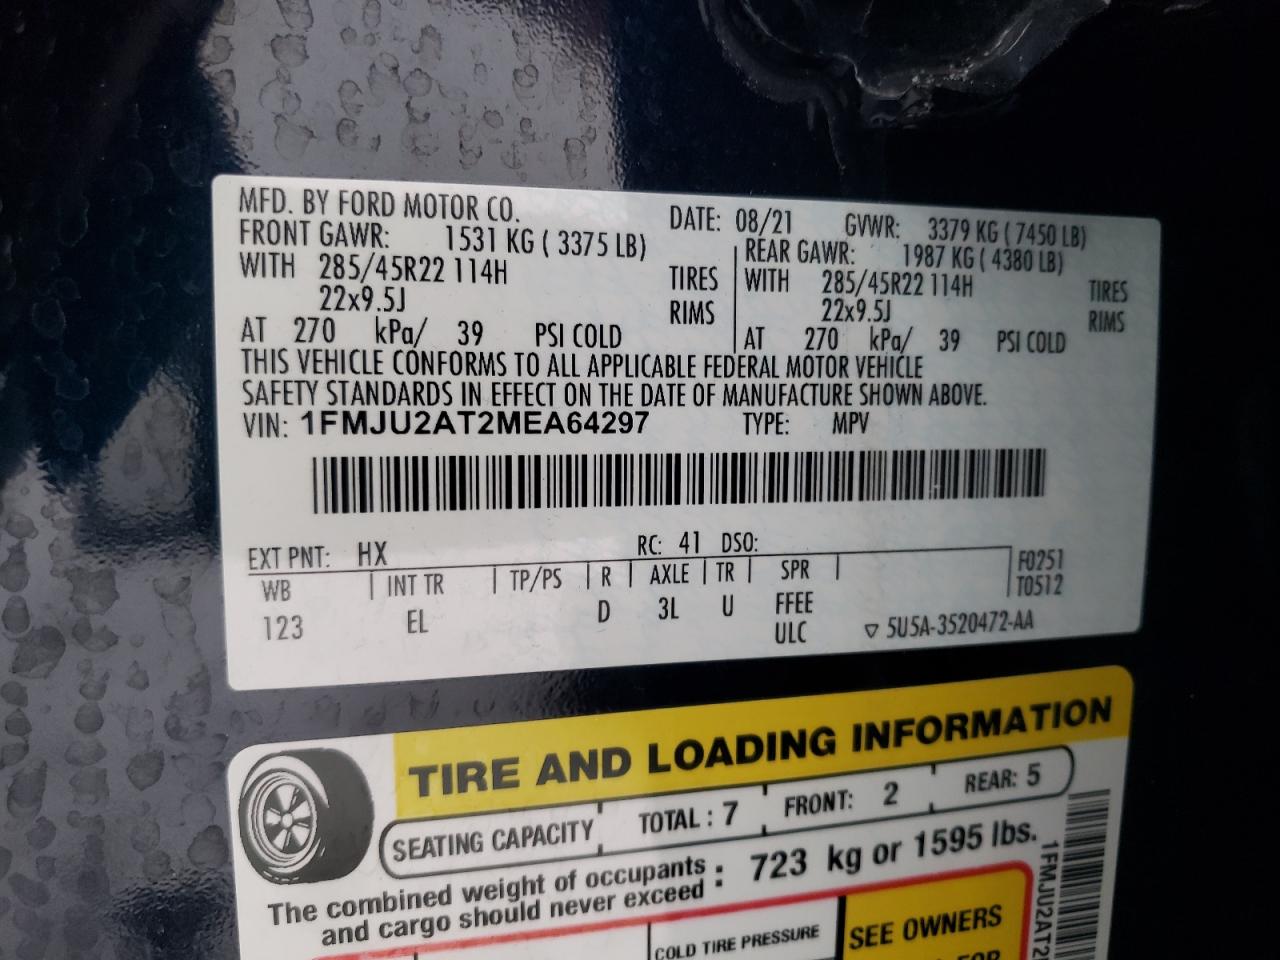 MFD. BY FORD MOTOR CO. DATE: 08/21 GVWR: 3379 KG ( 7450 LB)
FRONT GAWR: 1531 KG ( 3375 LB) REAR GAWR: 1987 KG ( 4380 LB)
WITH 285/45R22 114H TIRES WITH 285/45R22 114H TIRES
22x9.5J RIMS 22x9.5J RIMS
AT 270 kPa/ 39 PSI COLD AT 270 kPa/ 39 PSI COLD
THIS VEHICLE CONFORMS TO ALL APPLICABLE FEDERAL MOTOR VEHICLE
SAFETY STANDARDS IN EFFECT ON THE DATE OF MANUFACTURE SHOWN ABOVE.
VIN: 1FMJU2AT2MEA64297 TYPE: MPV
EXT PNT: HX RC: 41 DSO:
WB INT TR TP/PS R AXLE TR SPR F0251
T0512
123 EL D 3L U FFEE
ULC ▽ 5U5A-3520472-AA
TIRE AND LOADING INFORMATION
SEATING CAPACITY TOTAL : 7 FRONT: 2 REAR: 5
The combined weight of occupants
and cargo should never exceed : 723 kg or 1595 lbs.
COLD TIRE PRESSURE
SEE OWNERS
FOR
1FMJU2AT2